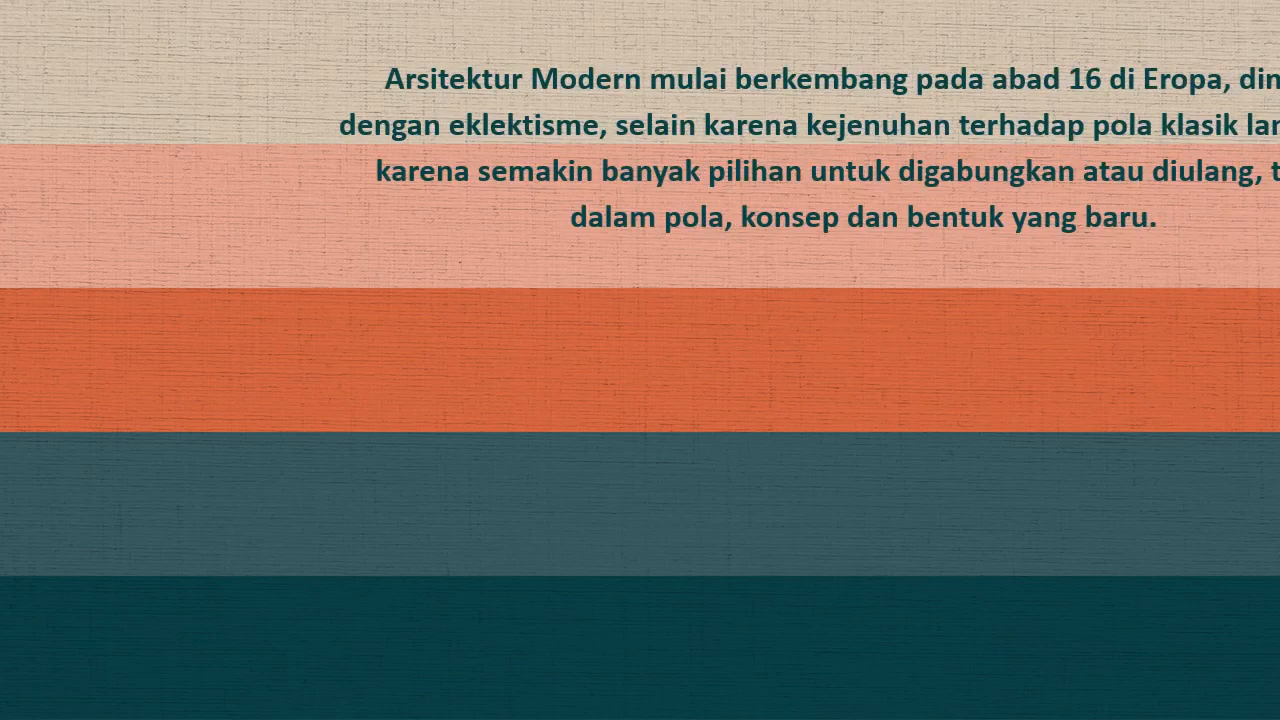 Arsitektur Modern mulai berkembang pada abad 16 di Eropa,
dengan eklektisme, selain karena kejenuhan terhadap pola klasik
karena semakin banyak pilihan untuk digabungkan atau diulang,
dalam pola, konsep dan bentuk yang baru.